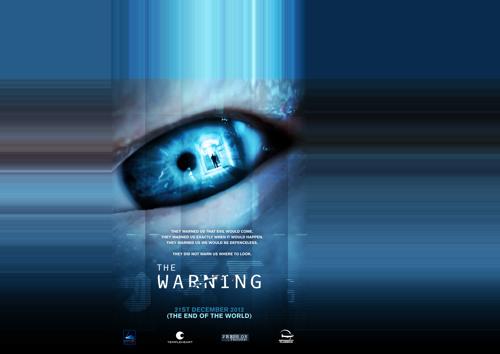 THEY WARNED US THAT EVIL WOULD COME.
THEY WARNED US EXACTLY WHEN IT WOULD HAPPEN.
THEY WARNED US WE WOULD BE DEFENCELESS.
THEY DID NOT WARN US WHERE TO LOOK.
THE
WARNING
21ST DECEMBER 2012
(THE END OF THE WORLD)
TEMPLEHEART